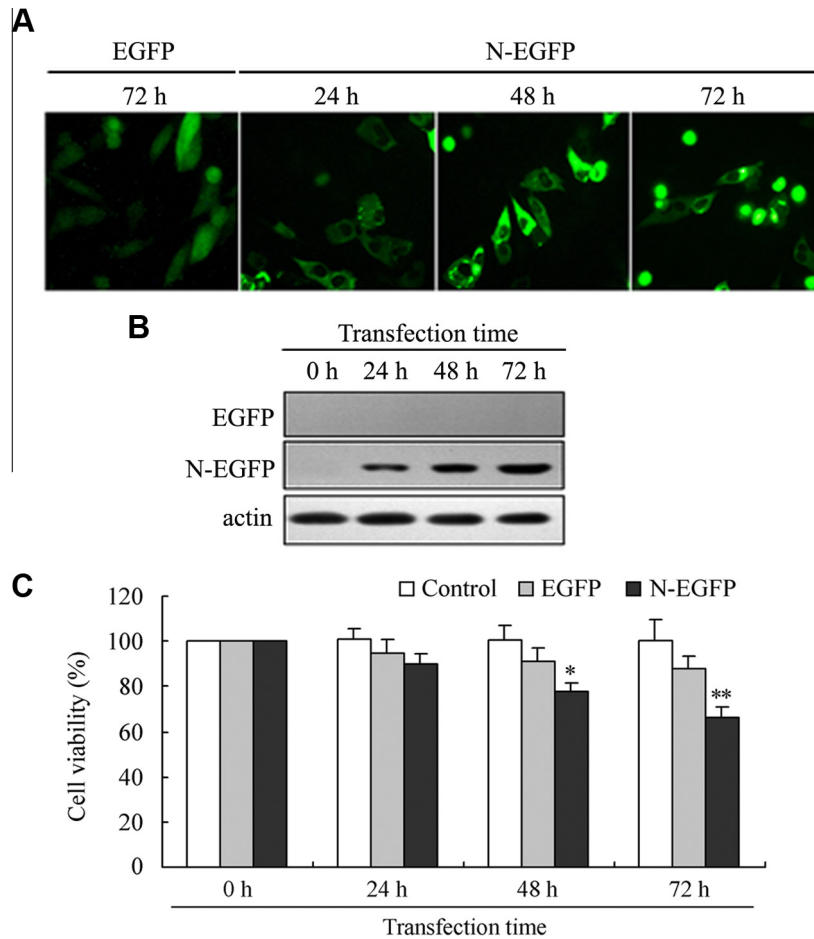 A
EGFP N-EGFP
72 h 24 h 48 h 72 h
B
Transfection time
0 h 24 h 48 h 72 h
EGFP
N-EGFP
actin
C
Control EGFP N-EGFP
Cell viability (%)
120
100
80
60
40
20
0
*
**
0 h 24 h 48 h 72 h
Transfection time